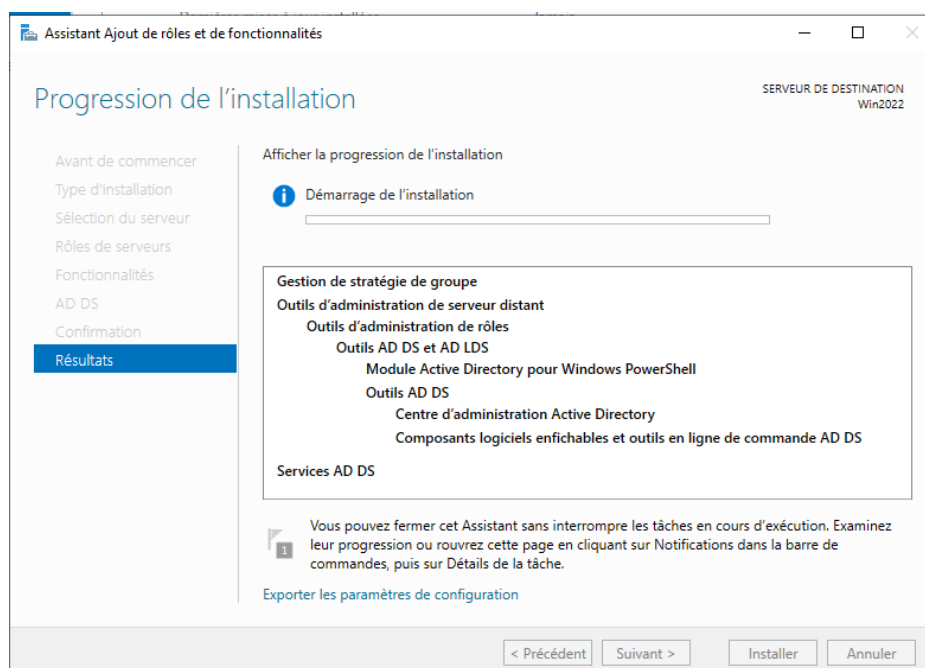 Assistant Ajout de rôles et de fonctionnalités
Progression de l'installation
SERVEUR DE DESTINATION
Win2022
Avant de commencer
Type d'installation
Sélection du serveur
Rôles de serveurs
Fonctionnalités
AD DS
Confirmation
Résultats
Afficher la progression de l'installation
Démarrage de l'installation
Gestion de stratégie de groupe
Outils d'administration de serveur distant
Outils d'administration de rôles
Outils AD DS et AD LDS
Module Active Directory pour Windows PowerShell
Outils AD DS
Centre d'administration Active Directory
Composants logiciels enfichables et outils en ligne de commande AD DS
Services AD DS
1
Vous pouvez fermer cet Assistant sans interrompre les tâches en cours d'exécution. Examinez
leur progression ou rouvrez cette page en cliquant sur Notifications dans la barre de
commandes, puis sur Détails de la tâche.
Exporter les paramètres de configuration
< Précédent
Suivant >
Installer
Annuler